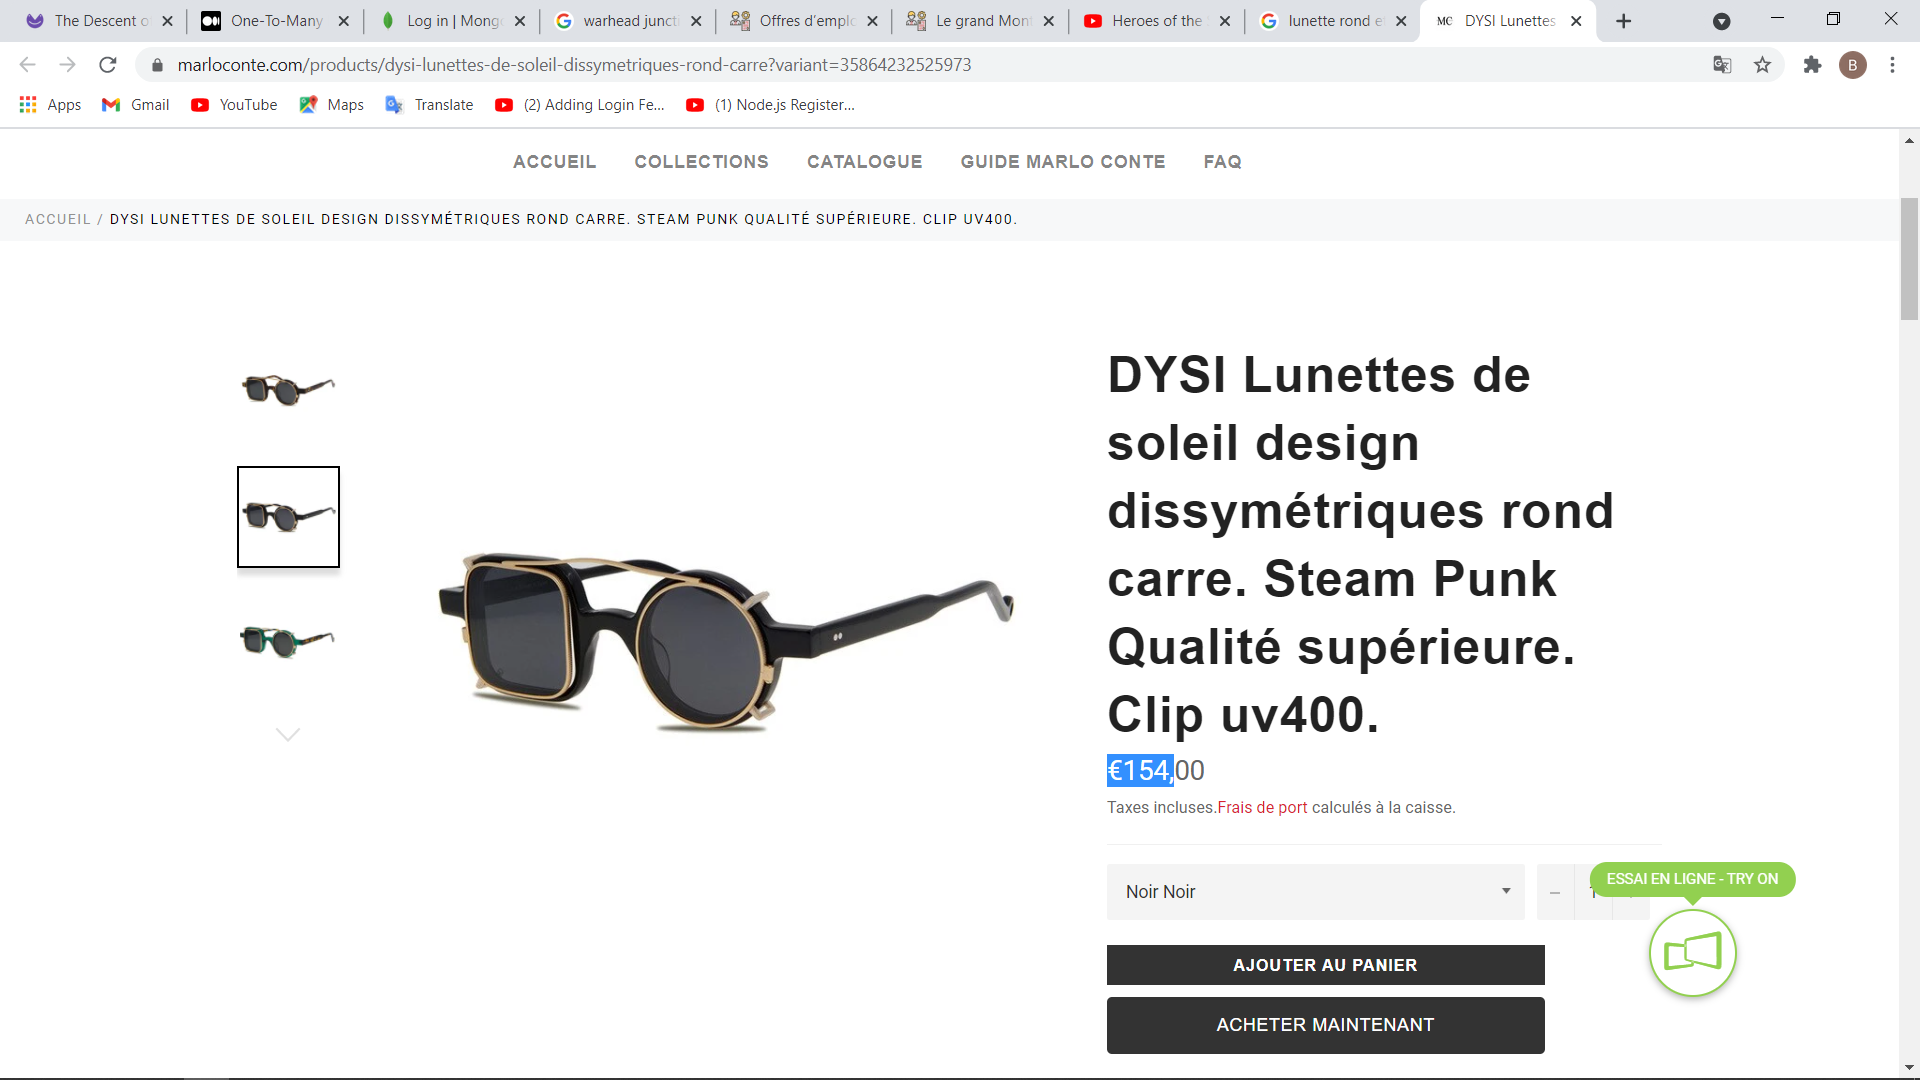 The Descent o
One-To-Many
Log in | Mong
warhead juncti
Offres d'emplo
Le grand Mon
Heroes of the
lunette rond e
MC DYSI Lunettes
marloconte.com/products/dysi-lunettes-de-soleil-dissymetriques-rond-carre?variant=35864232525973
B
Apps Gmail YouTube Maps Translate (2) Adding Login Fe... (1) Node.js Register...
ACCUEIL COLLECTIONS CATALOGUE GUIDE MARLO CONTE FAQ
ACCUEIL / DYSI LUNETTES DE SOLEIL DESIGN DISSYMÉTRIQUES ROND CARRE. STEAM PUNK QUALITÉ SUPÉRIEURE. CLIP UV400.
DYSI Lunettes de
soleil design
dissymétriques rond
carre. Steam Punk
Qualité supérieure.
Clip uv400.
€154,00
Taxes incluses.Frais de port calculés à la caisse.
Noir Noir
− 1
ESSAI EN LIGNE - TRY ON
AJOUTER AU PANIER
ACHETER MAINTENANT